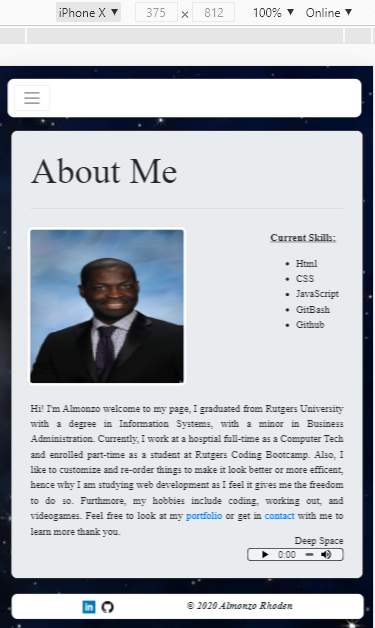 iPhone X ▼ 375 × 812 100% ▼ Online ▼
About Me
Current Skills:
Html
CSS
JavaScript
GitBash
Github
Hi! I'm Almonzo welcome to my page, I graduated from Rutgers University
with a degree in Information Systems, with a minor in Business
Administration. Currently, I work at a hosptial full-time as a Computer Tech
and enrolled part-time as a student at Rutgers Coding Bootcamp. Also, I
like to customize and re-order things to make it look better or more efficent,
hence why I am studying web development as I feel it gives me the freedom
to do so. Furthmore, my hobbies include coding, working out, and
videogames. Feel free to look at my portfolio or get in contact with me to
learn more thank you.
Deep Space
0:00
in © 2020 Almonzo Rhoden